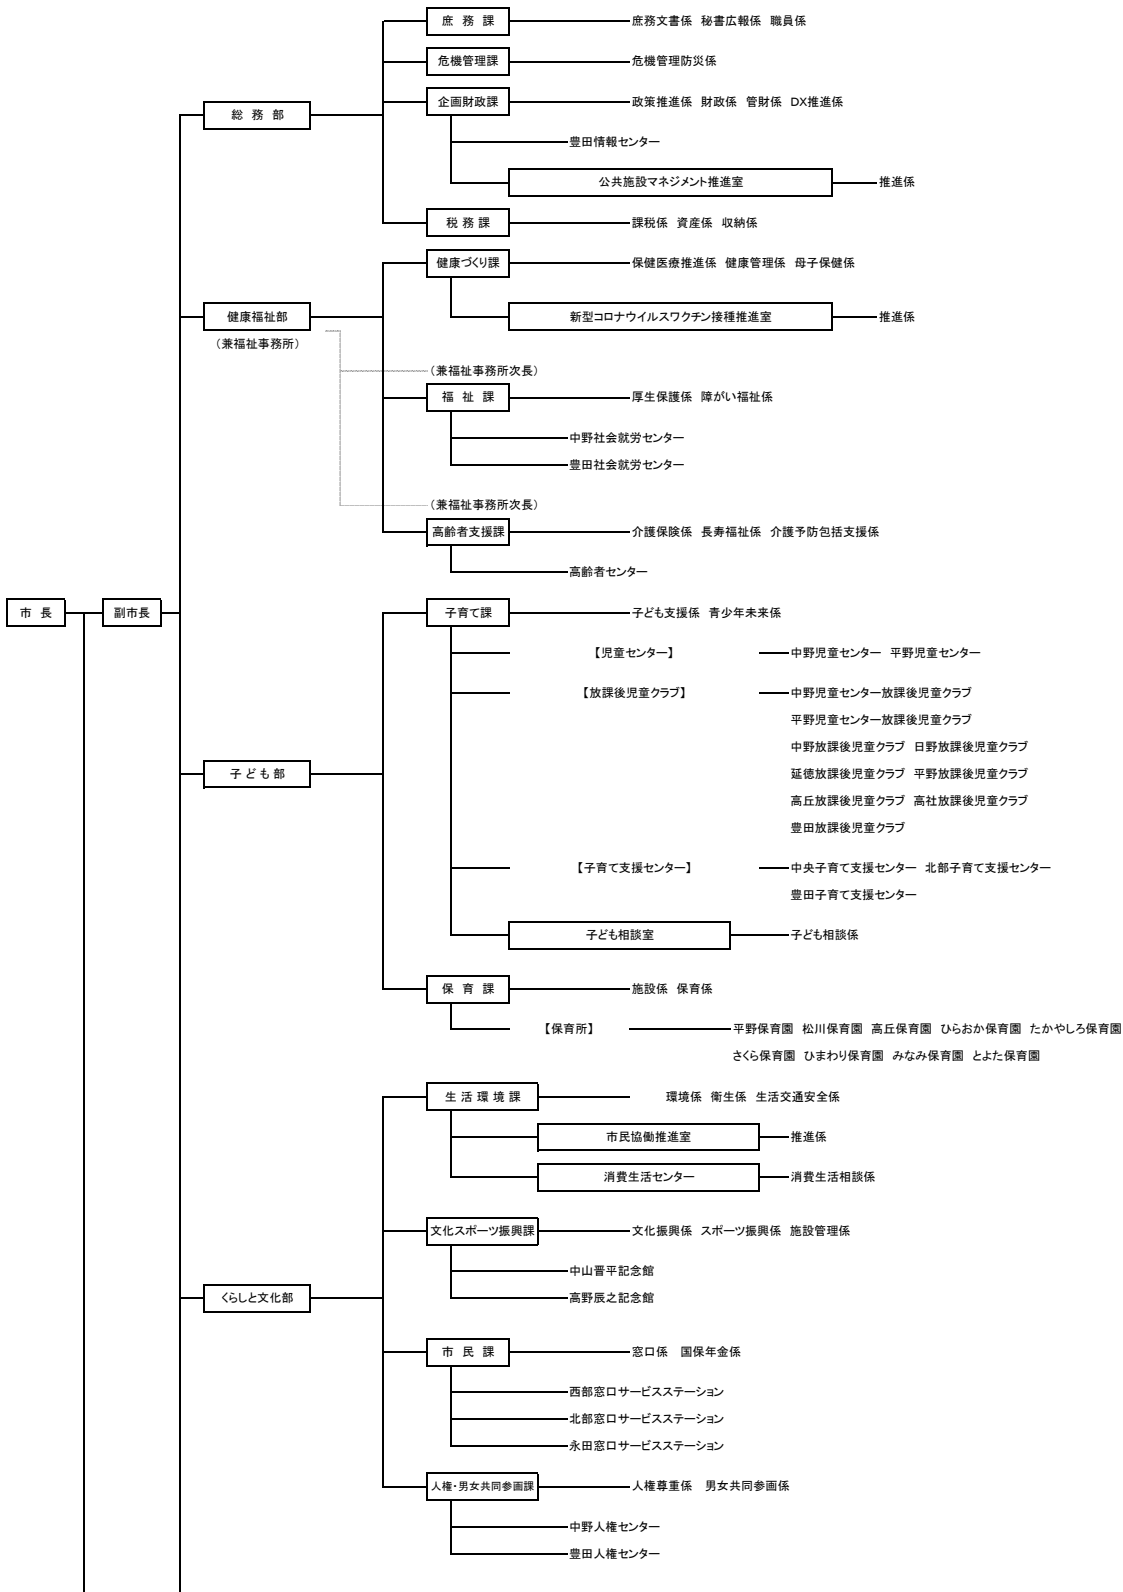 庶 務 課 庶務文書係 秘書広報係 職員係
危機管理課 危機管理防災係
企画財政課 政策推進係 財政係 管財係 DX推進係
総 務 部
豊田情報センター
公共施設マネジメント推進室 推進係
税 務 課 課税係 資産係 収納係
健康づくり課 保健医療推進係 健康管理係 母子保健係
健康福祉部 新型コロナウイルスワクチン接種推進室 推進係
（兼福祉事務所）
（兼福祉事務所次長）
福 祉 課 厚生保護係 障がい福祉係
中野社会就労センター
豊田社会就労センター
（兼福祉事務所次長）
高齢者支援課 介護保険係 長寿福祉係 介護予防包括支援係
高齢者センター
市 長 副市長 子育て課 子ども支援係 青少年未来係
【児童センター】 中野児童センター 平野児童センター
【放課後児童クラブ】 中野児童センター放課後児童クラブ
平野児童センター放課後児童クラブ
中野放課後児童クラブ 日野放課後児童クラブ
子 ど も 部 延徳放課後児童クラブ 平野放課後児童クラブ
高丘放課後児童クラブ 高社放課後児童クラブ
豊田放課後児童クラブ
【子育て支援センター】 中央子育て支援センター 北部子育て支援センター
豊田子育て支援センター
子ども相談室 子ども相談係
保 育 課 施設係 保育係
【保育所】 平野保育園 松川保育園 高丘保育園 ひらおか保育園 たかやしろ保育園
さくら保育園 ひまわり保育園 みなみ保育園 とよた保育園
生 活 環 境 課 環境係 衛生係 生活交通安全係
市民協働推進室 推進係
消費生活センター 消費生活相談係
文化スポーツ振興課 文化振興係 スポーツ振興係 施設管理係
中山晋平記念館
くらしと文化部 高野辰之記念館
市 民 課 窓口係 国保年金係
西部窓口サービスステーション
北部窓口サービスステーション
永田窓口サービスステーション
人権・男女共同参画課 人権尊重係 男女共同参画係
中野人権センター
豊田人権センター